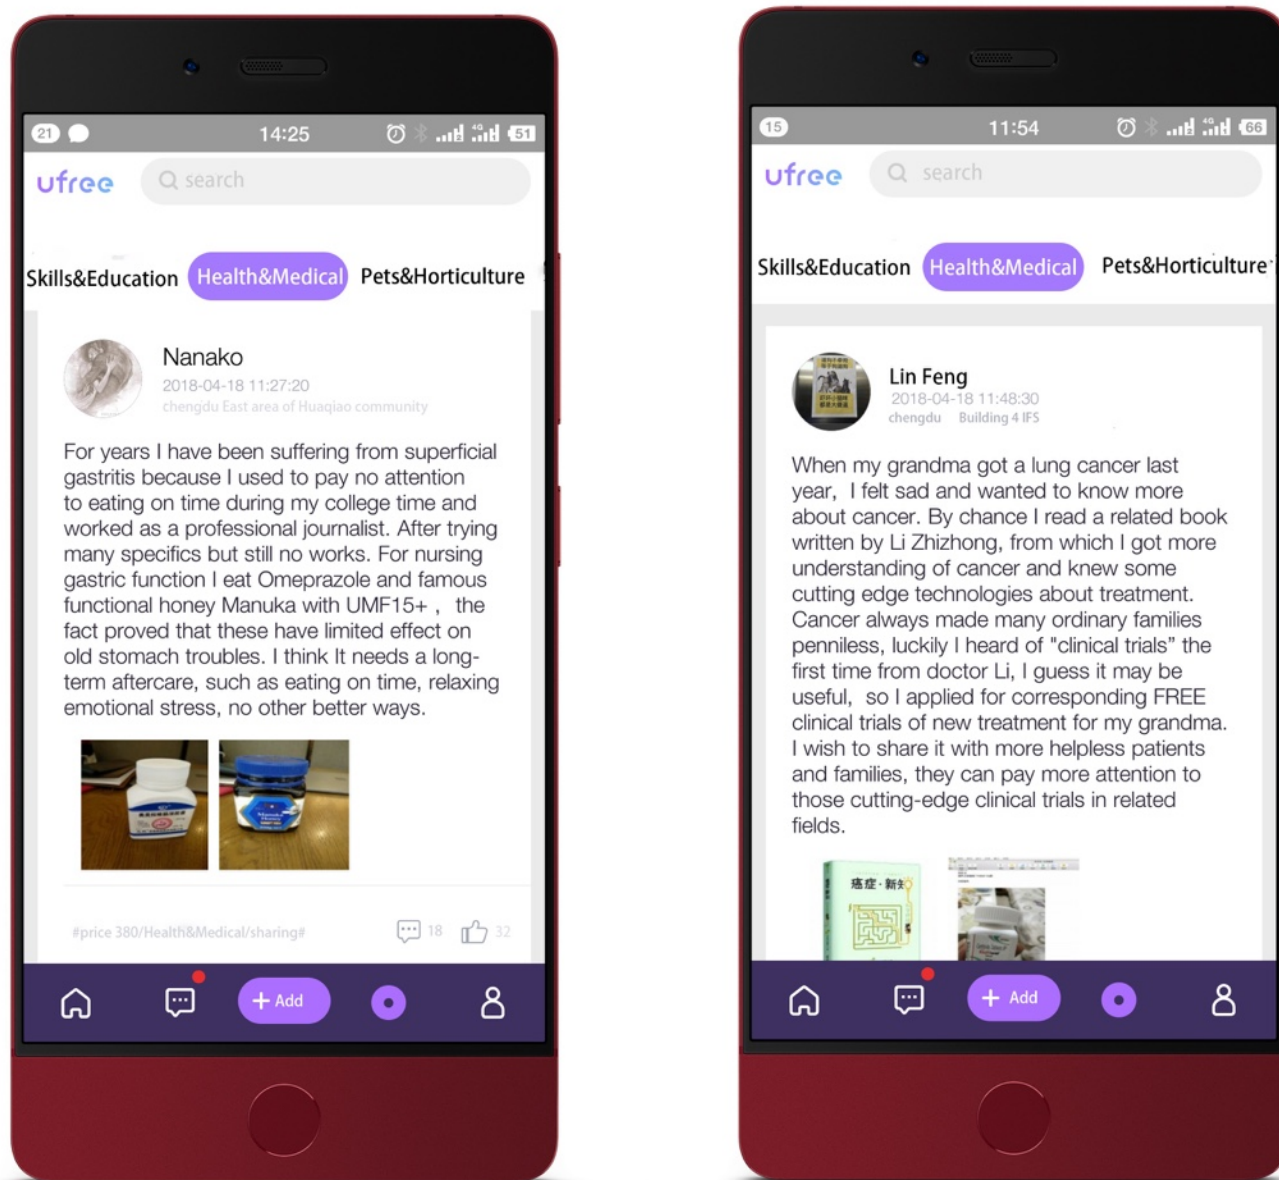 21
14:25
4G
51
ufree
search
Skills&Education
Health&Medical
Pets&Horticulture
Nanako
2018-04-18 11:27:20
chengdu East area of Huaqiao community
For years I have been suffering from superficial
gastritis because I used to pay no attention
to eating on time during my college time and
worked as a professional journalist. After trying
many specifics but still no works. For nursing
gastric function I eat Omeprazole and famous
functional honey Manuka with UMF15+ ,  the
fact proved that these have limited effect on
old stomach troubles. I think It needs a long-
term aftercare, such as eating on time, relaxing
emotional stress, no other better ways.
Manuka
Honey
#price 380/Health&Medical/sharing#
18
32
+ Add
15
11:54
4G
66
ufree
search
Skills&Education
Health&Medical
Pets&Horticulture
Lin Feng
2018-04-18 11:48:30
chengdu Building 4 IFS
When my grandma got a lung cancer last
year,  I felt sad and wanted to know more
about cancer. By chance I read a related book
written by Li Zhizhong, from which I got more
understanding of cancer and knew some
cutting edge technologies about treatment.
Cancer always made many ordinary families
penniless, luckily I heard of "clinical trials” the
first time from doctor Li, I guess it may be
useful,  so I applied for corresponding FREE
clinical trials of new treatment for my grandma.
I wish to share it with more helpless patients
and families, they can pay more attention to
those cutting-edge clinical trials in related
fields.
癌症·新知
+ Add